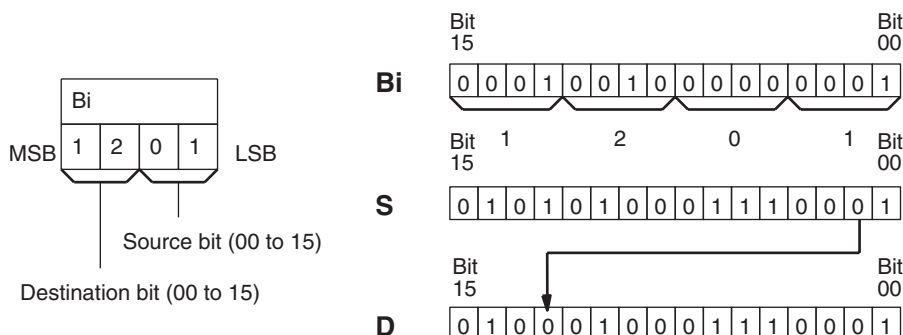 Bi
MSB 1 2 0 1 LSB
Source bit (00 to 15)
Destination bit (00 to 15)
Bit 15 Bit 00
Bi 0 0 0 1 0 0 1 0 0 0 0 0 0 0 0 1
1 2 0 1
Bit 15 Bit 00
S 0 1 0 1 0 1 0 0 0 1 1 1 0 0 0 1
Bit 15 Bit 00
D 0 1 0 0 0 1 0 0 0 1 1 1 0 0 0 1